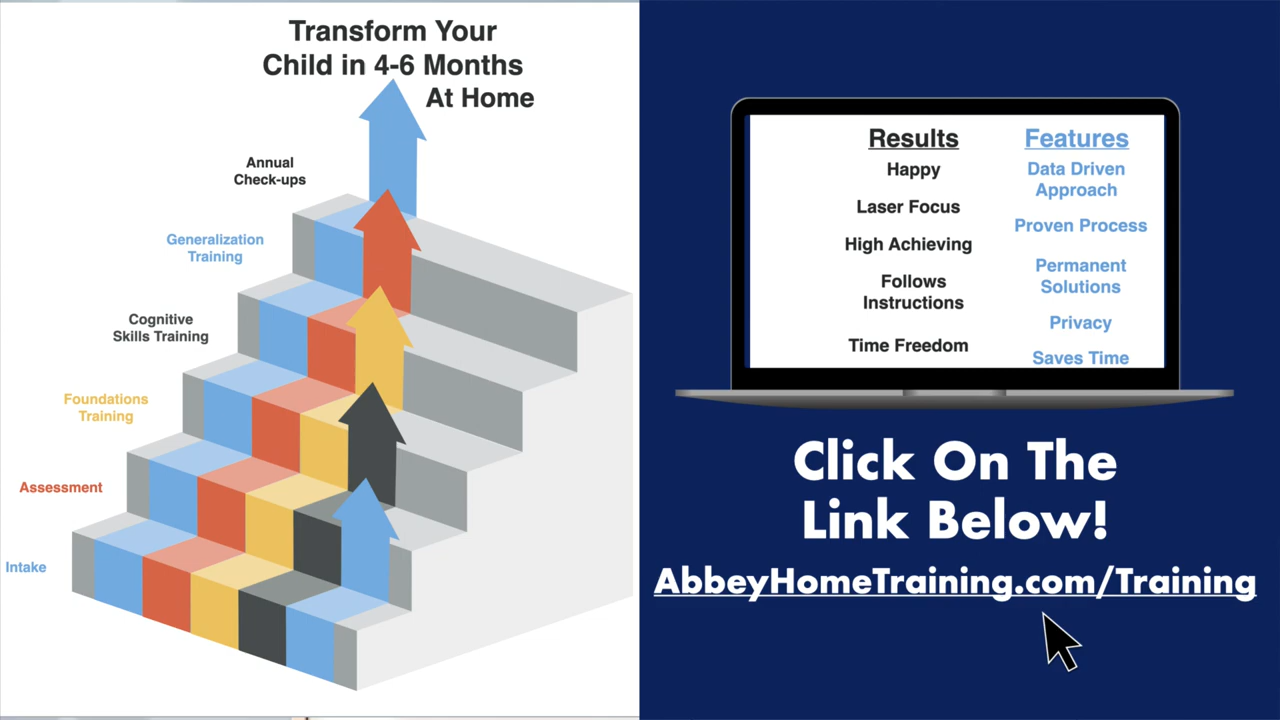 Transform Your
Child in 4-6 Months
At Home
Annual
Check-ups
Generalization
Training
Cognitive
Skills Training
Foundations
Training
Assessment
Intake
Results
Happy
Laser Focus
High Achieving
Follows
Instructions
Time Freedom
Features
Data Driven
Approach
Proven Process
Permanent
Solutions
Privacy
Saves Time
Click On The
Link Below!
AbbeyHomeTraining.com/Training